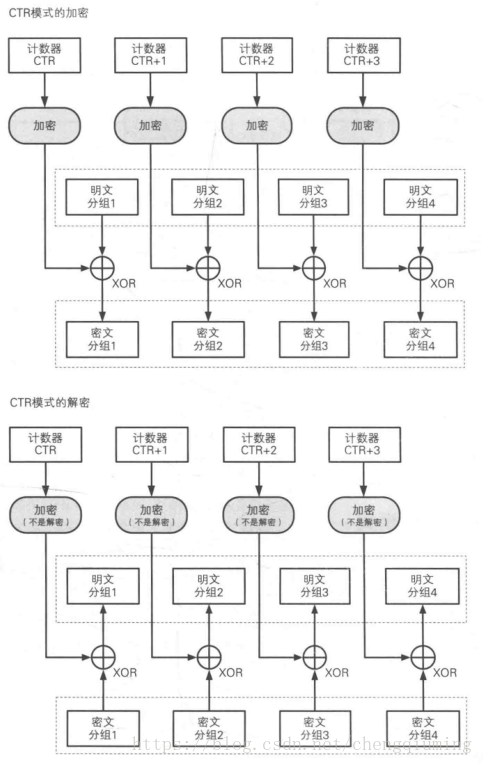 CTR模式的加密
计数器 计数器 计数器 计数器
CTR CTR+1 CTR+2 CTR+3
加密 加密 加密 加密
明文 明文 明文 明文
分组1 分组2 分组3 分组4
XOR XOR XOR XOR
密文 密文 密文 密文
分组1 分组2 分组3 分组4
CTR模式的解密
计数器 计数器 计数器 计数器
CTR CTR+1 CTR+2 CTR+3
加密 加密 加密 加密
(不是解密) (不是解密) (不是解密) (不是解密)
明文 明文 明文 明文
分组1 分组2 分组3 分组4
XOR XOR XOR XOR
密文 密文 密文 密文
分组1 分组2 分组3 分组4
https://blog.csdn.net/chengqiuming